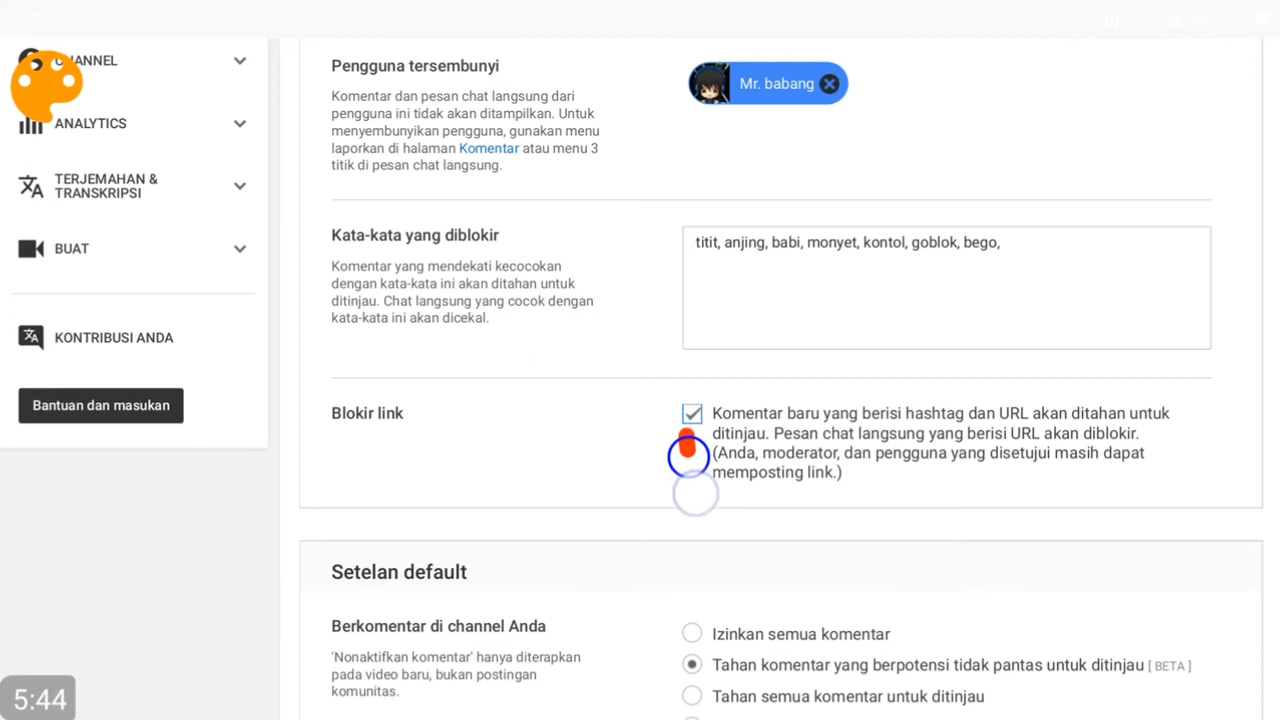 CHANNEL
ANALYTICS
TERJEMAHAN &
TRANSKRIPSI
BUAT
KONTRIBUSI ANDA
Bantuan dan masukan
5:44
Pengguna tersembunyi
Komentar dan pesan chat langsung dari
pengguna ini tidak akan ditampilkan. Untuk
menyembunyikan pengguna, gunakan menu
laporkan di halaman Komentar atau menu 3
titik di pesan chat langsung.
Mr. babang
Kata-kata yang diblokir
Komentar yang mendekati kecocokan
dengan kata-kata ini akan ditahan untuk
ditinjau. Chat langsung yang cocok dengan
kata-kata ini akan dicekal.
titit, anjing, babi, monyet, kontol, goblok, bego,
Blokir link
Komentar baru yang berisi hashtag dan URL akan ditahan untuk
ditinjau. Pesan chat langsung yang berisi URL akan diblokir.
(Anda, moderator, dan pengguna yang disetujui masih dapat
memposting link.)
Setelan default
Berkomentar di channel Anda
'Nonaktifkan komentar' hanya diterapkan
pada video baru, bukan postingan
komunitas.
Izinkan semua komentar
Tahan komentar yang berpotensi tidak pantas untuk ditinjau [ BETA ]
Tahan semua komentar untuk ditinjau